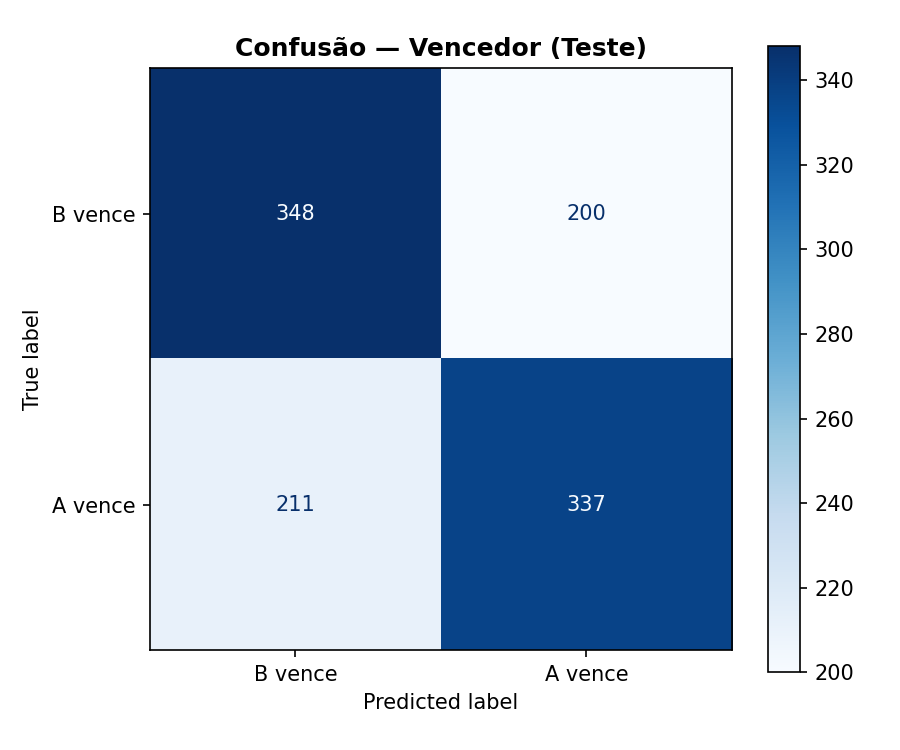 Confusão — Vencedor (Teste)
B vence
348
200
A vence
211
337
True label
B vence
A vence
Predicted label
340
320
300
280
260
240
220
200